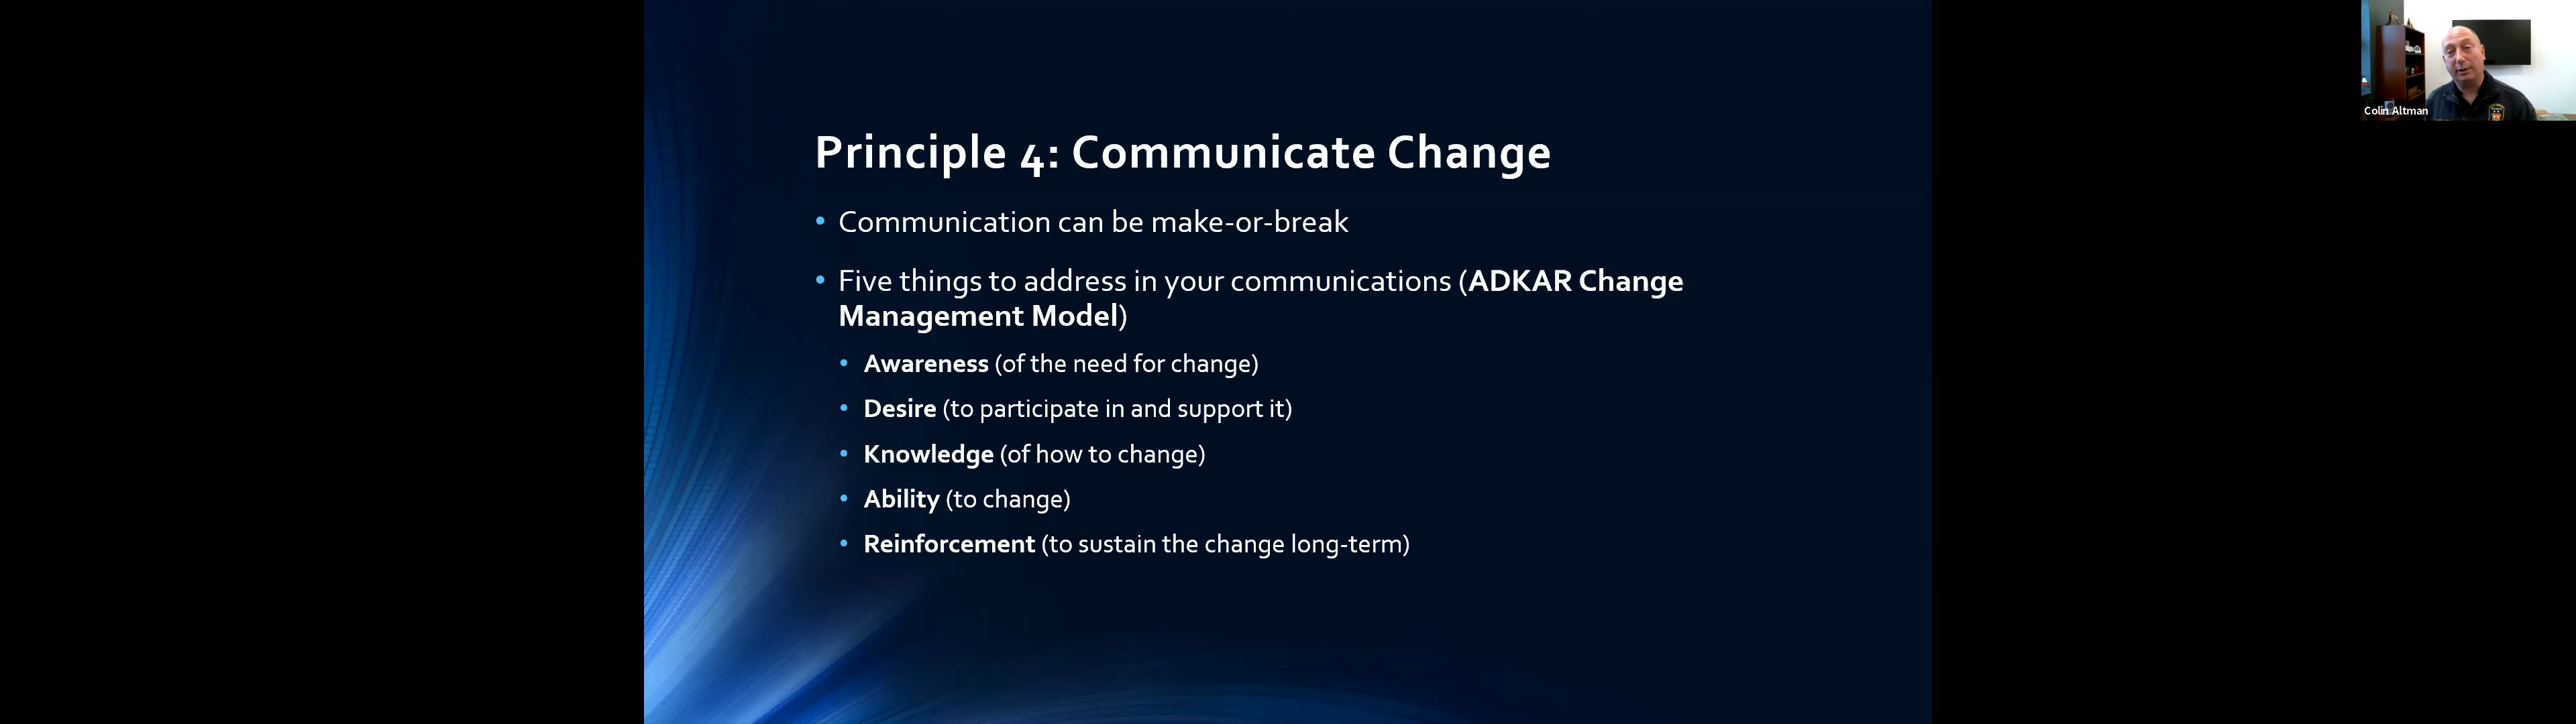 Principle 4: Communicate Change
• Communication can be make-or-break
• Five things to address in your communications (ADKAR Change
Management Model)
• Awareness (of the need for change)
• Desire (to participate in and support it)
• Knowledge (of how to change)
• Ability (to change)
• Reinforcement (to sustain the change long-term)
Colin Altman